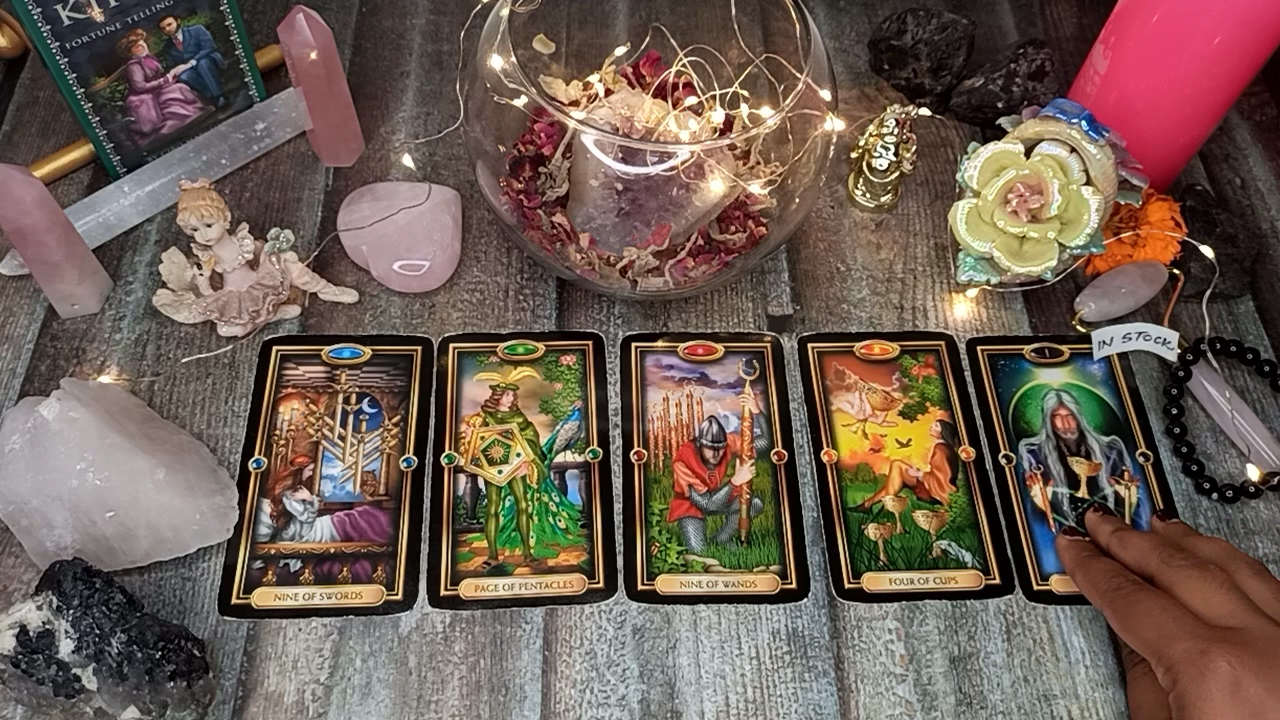 FORTUNE TELLING
IN STOCK
NINE OF SWORDS
PAGE OF PENTACLES
NINE OF WANDS
FOUR OF CUPS
I